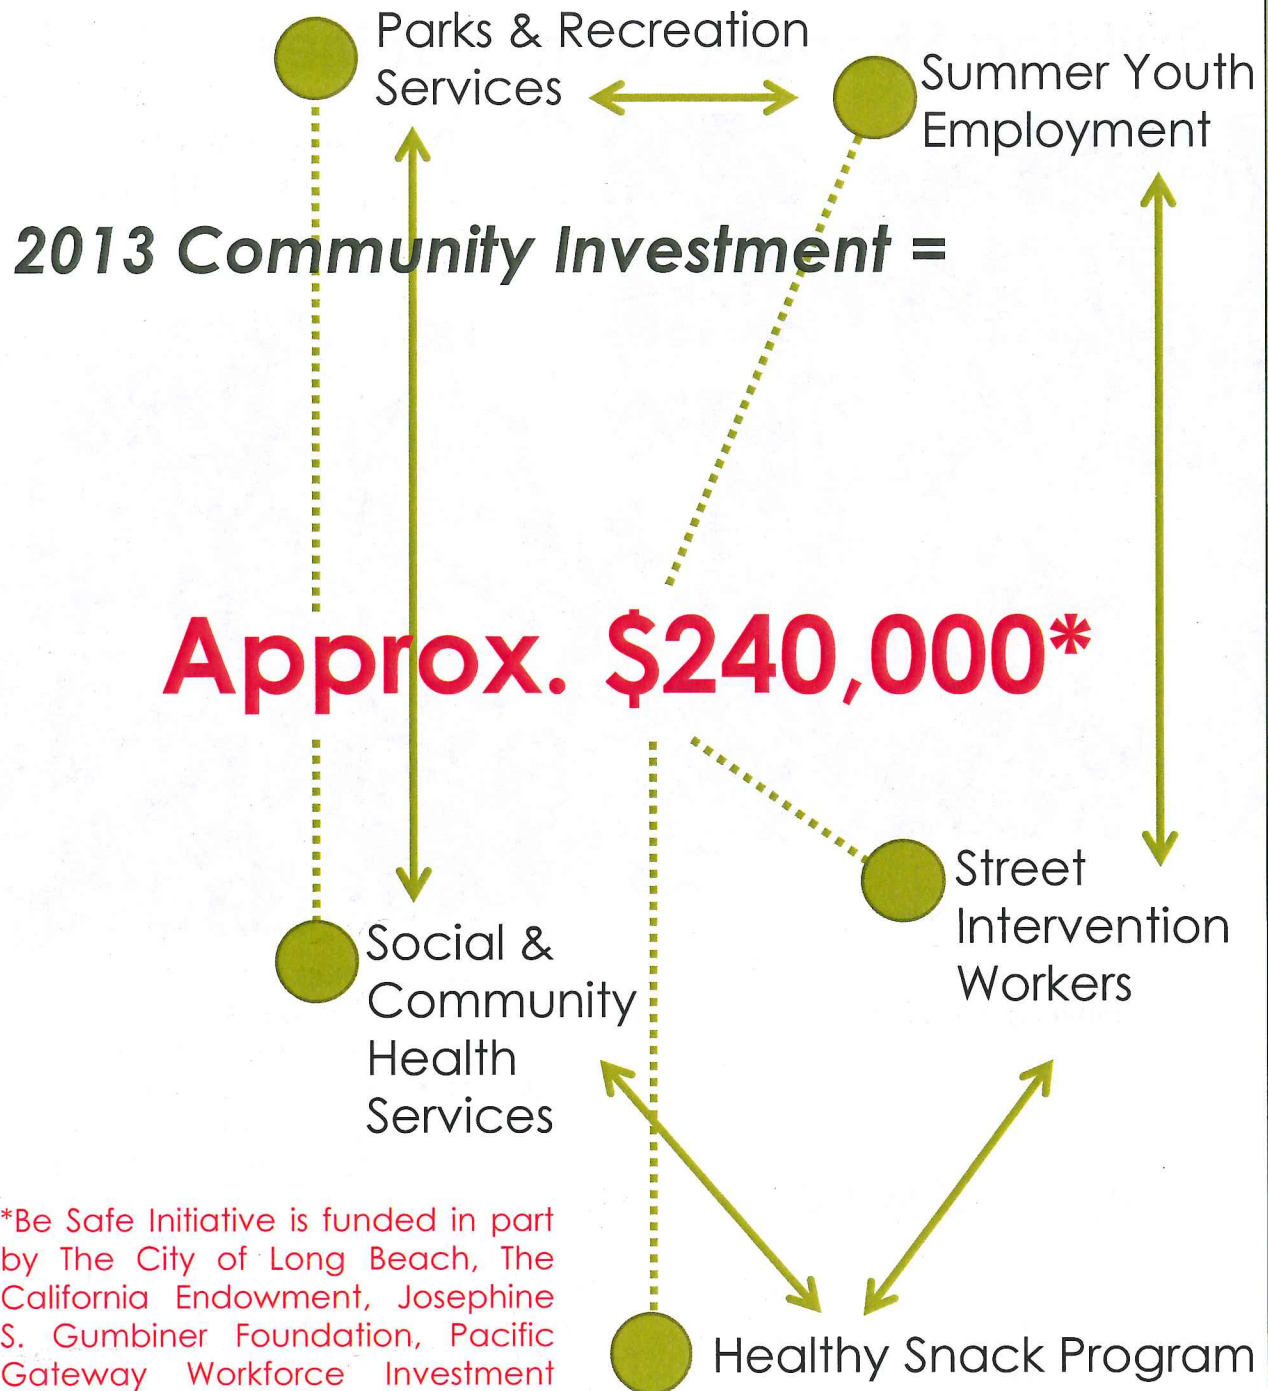 Parks & Recreation
Services
Summer Youth
Employment
2013 Community Investment =
Approx. $240,000*
Street
Intervention
Workers
Social &
Community
Health
Services
*Be Safe Initiative is funded in part
by The City of Long Beach, The
California Endowment, Josephine
S. Gumbiner Foundation, Pacific
Gateway Workforce Investment
Healthy Snack Program